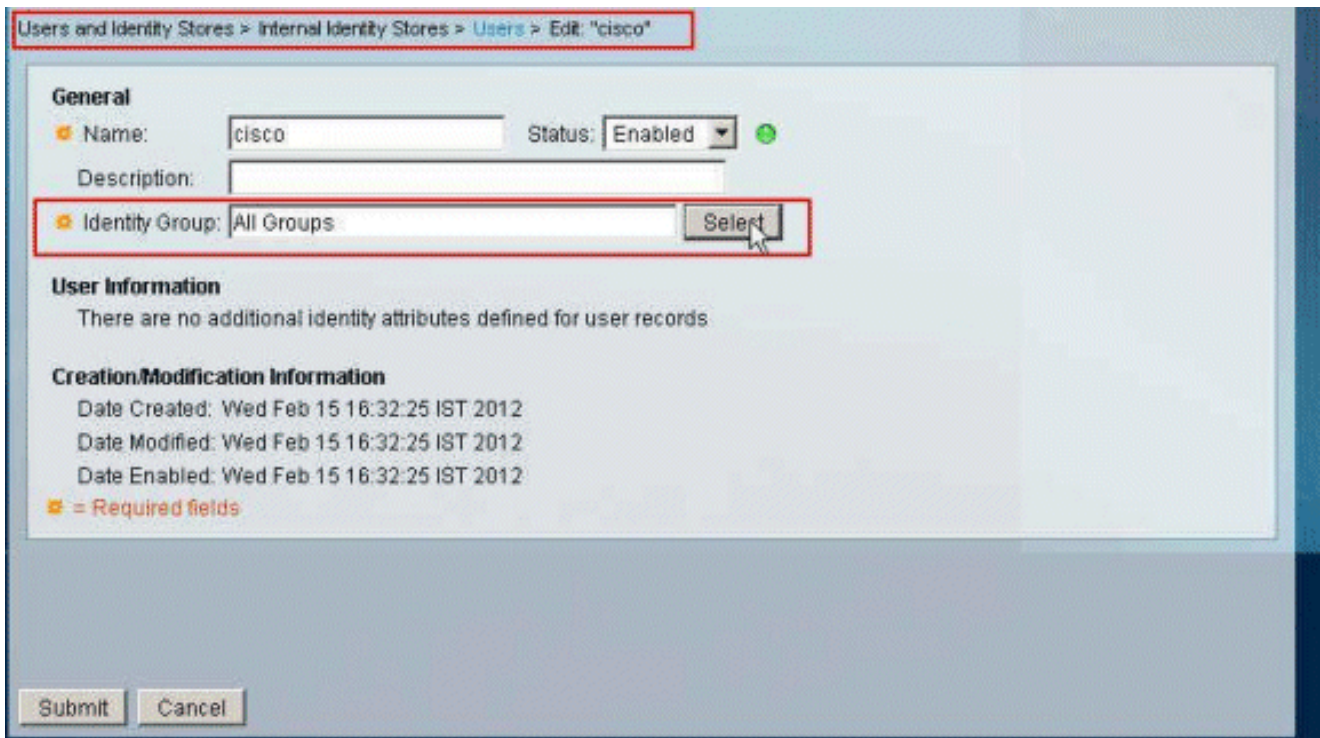 Users and Identity Stores > Internal Identity Stores > Users > Edit: "cisco"
General
Name: cisco Status: Enabled
Description:
Identity Group: All Groups Select
User Information
There are no additional identity attributes defined for user records
Creation/Modification Information
Date Created: Wed Feb 15 16:32:25 IST 2012
Date Modified: Wed Feb 15 16:32:25 IST 2012
Date Enabled: Wed Feb 15 16:32:25 IST 2012
= Required fields
Submit Cancel